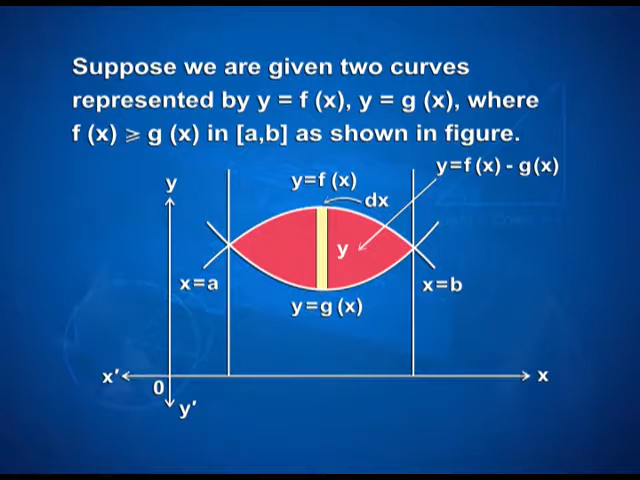 Suppose we are given two curves
represented by y = f (x), y = g (x), where
f (x) ⩾ g (x) in [a,b] as shown in figure.
y=f(x) - g(x)
y
y=f (x)
dx
y
x=a
x=b
y=g (x)
x′
x
0
y′